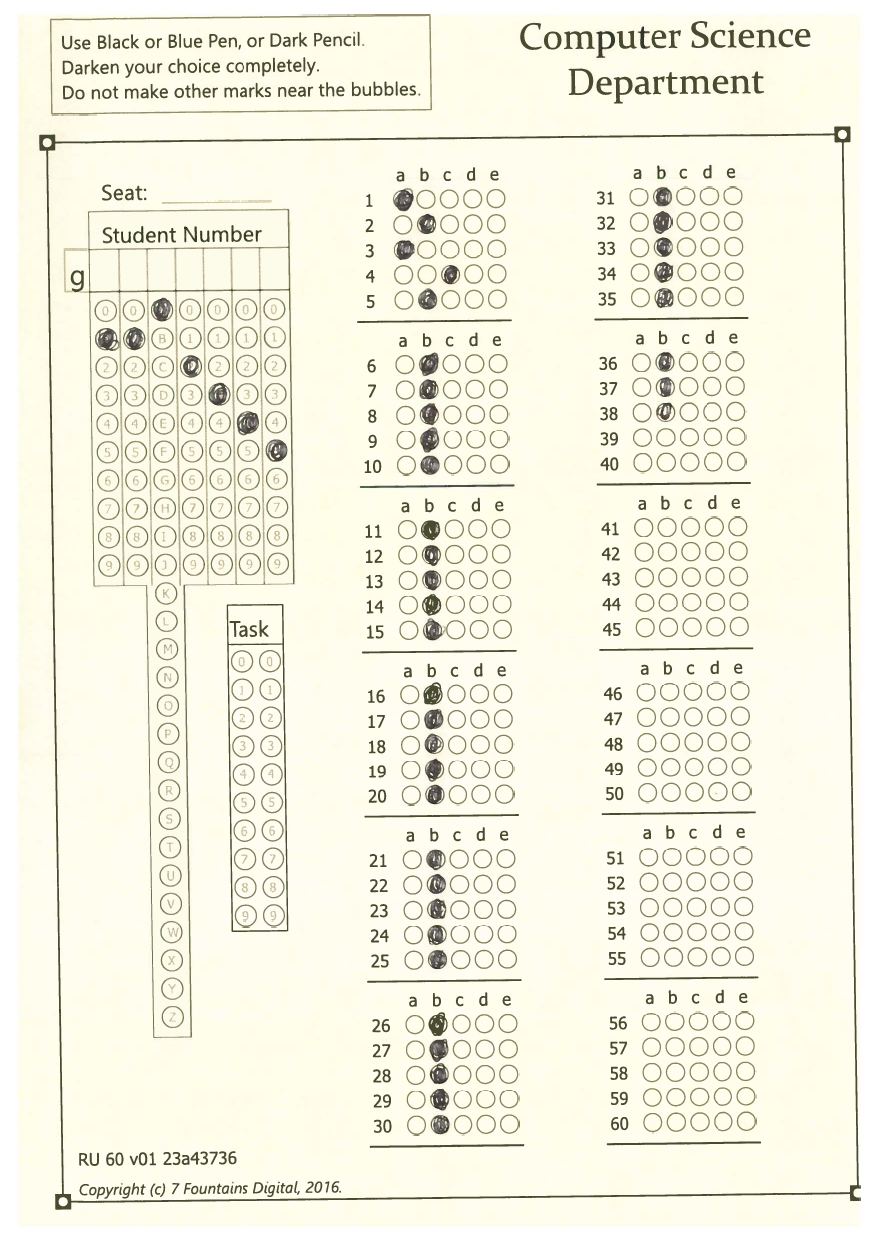 Use Black or Blue Pen, or Dark Pencil.
Darken your choice completely.
Do not make other marks near the bubbles.
Computer Science
Department
Seat:
Student Number
g
0 0 0 0 0 0
B 1 1 1 1
2 2 C 2 2 2
3 3 D 3 3 3
4 4 E 4 4 4
5 5 F 5 5 5
6 6 G 6 6 6 6
7 7 H 7 7 7 7
8 8 I 8 8 8 8
9 9 J 9 9 9 9
K
L
M
N
O
P
Q
R
S
T
U
V
W
X
Y
Z
Task
0 0
1 1
2 2
3 3
4 4
5 5
6 6
7 7
8 8
9 9
a b c d e
1
2
3
4
5
a b c d e
6
7
8
9
10
11
12
13
14
15
a b c d e
16
17
18
19
20
a b c d e
21
22
23
24
25
a b c d e
26
27
28
29
30
a b c d e
31
32
33
34
35
a b c d e
36
37
38
39
40
a b c d e
41
42
43
44
45
a b c d e
46
47
48
49
50
a b c d e
51
52
53
54
55
a b c d e
56
57
58
59
60
RU 60 v01 23a43736
Copyright (c) 7 Fountains Digital, 2016.